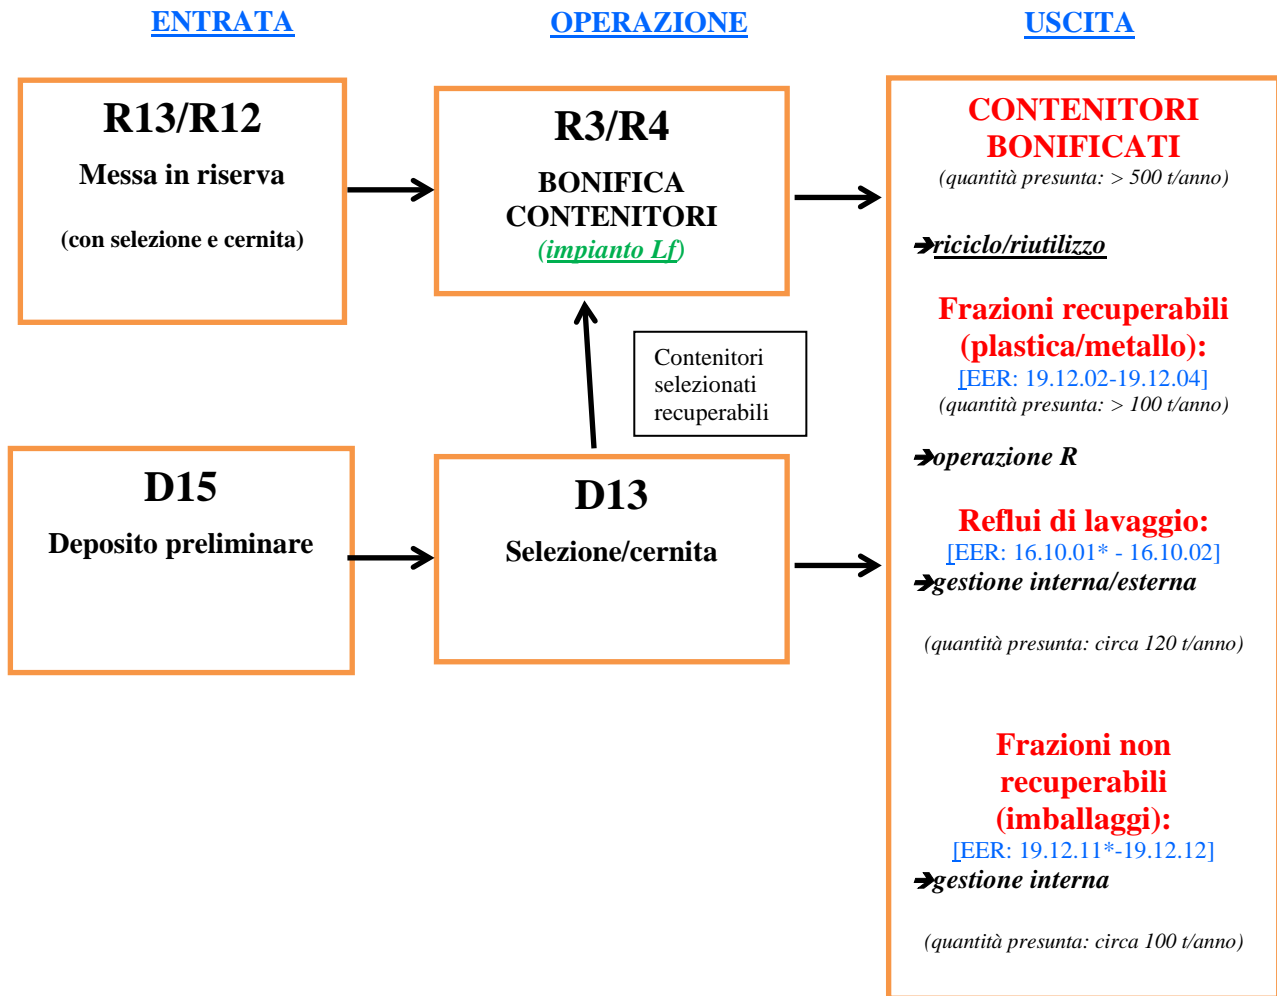 ENTRATA
OPERAZIONE
USCITA
R13/R12
Messa in riserva
(con selezione e cernita)
R3/R4
BONIFICA
CONTENITORI
(impianto Lf)
Contenitori
selezionati
recuperabili
D15
Deposito preliminare
D13
Selezione/cernita
CONTENITORI
BONIFICATI
(quantità presunta: > 500 t/anno)
➔riciclo/riutilizzo
Frazioni recuperabili
(plastica/metallo):
[EER: 19.12.02-19.12.04]
(quantità presunta: > 100 t/anno)
➔operazione R
Reflui di lavaggio:
[EER: 16.10.01* - 16.10.02]
➔gestione interna/esterna
(quantità presunta: circa 120 t/anno)
Frazioni non
recuperabili
(imballaggi):
[EER: 19.12.11*-19.12.12]
➔gestione interna
(quantità presunta: circa 100 t/anno)